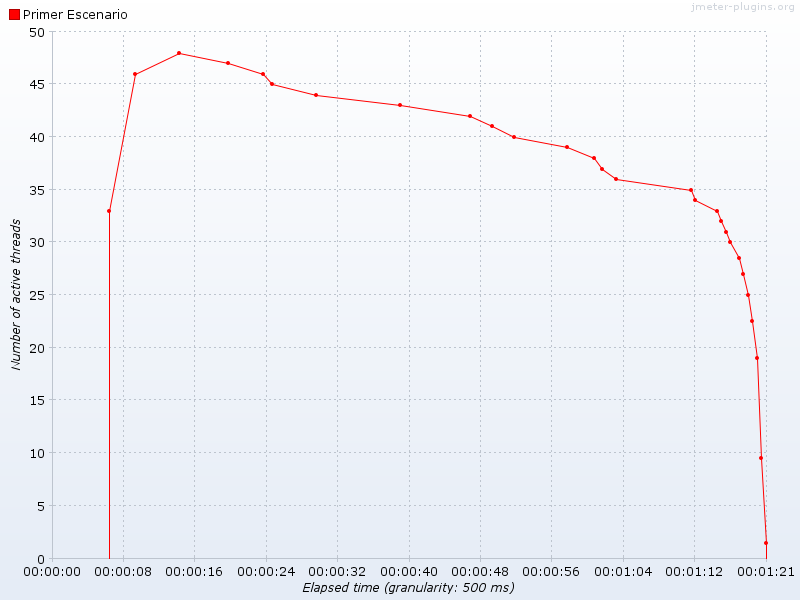 jmeter-plugins.org
Primer Escenario
50
45
40
35
30
25
20
15
10
5
0
Number of active threads
00:00:00 00:00:08 00:00:16 00:00:24 00:00:32 00:00:40 00:00:48 00:00:56 00:01:04 00:01:12 00:01:21
Elapsed time (granularity: 500 ms)